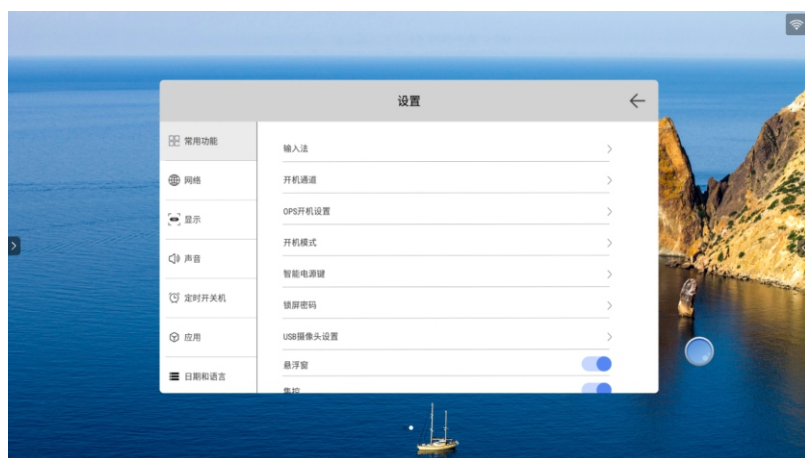 设置
常用功能
网络
显示
声音
定时开关机
应用
日期和语言
输入法
开机通道
OPS开机设置
开机模式
智能电源键
锁屏密码
USB摄像头设置
悬浮窗
集控